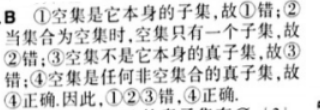 B ①空集是它本身的子集,故①错;②
当集合为空集时,空集只有一个子集,故
②错;③空集不是它本身的真子集,故③
错;④空集是任何非空集合的真子集,故
④正确.因此,①②③错,④正确.